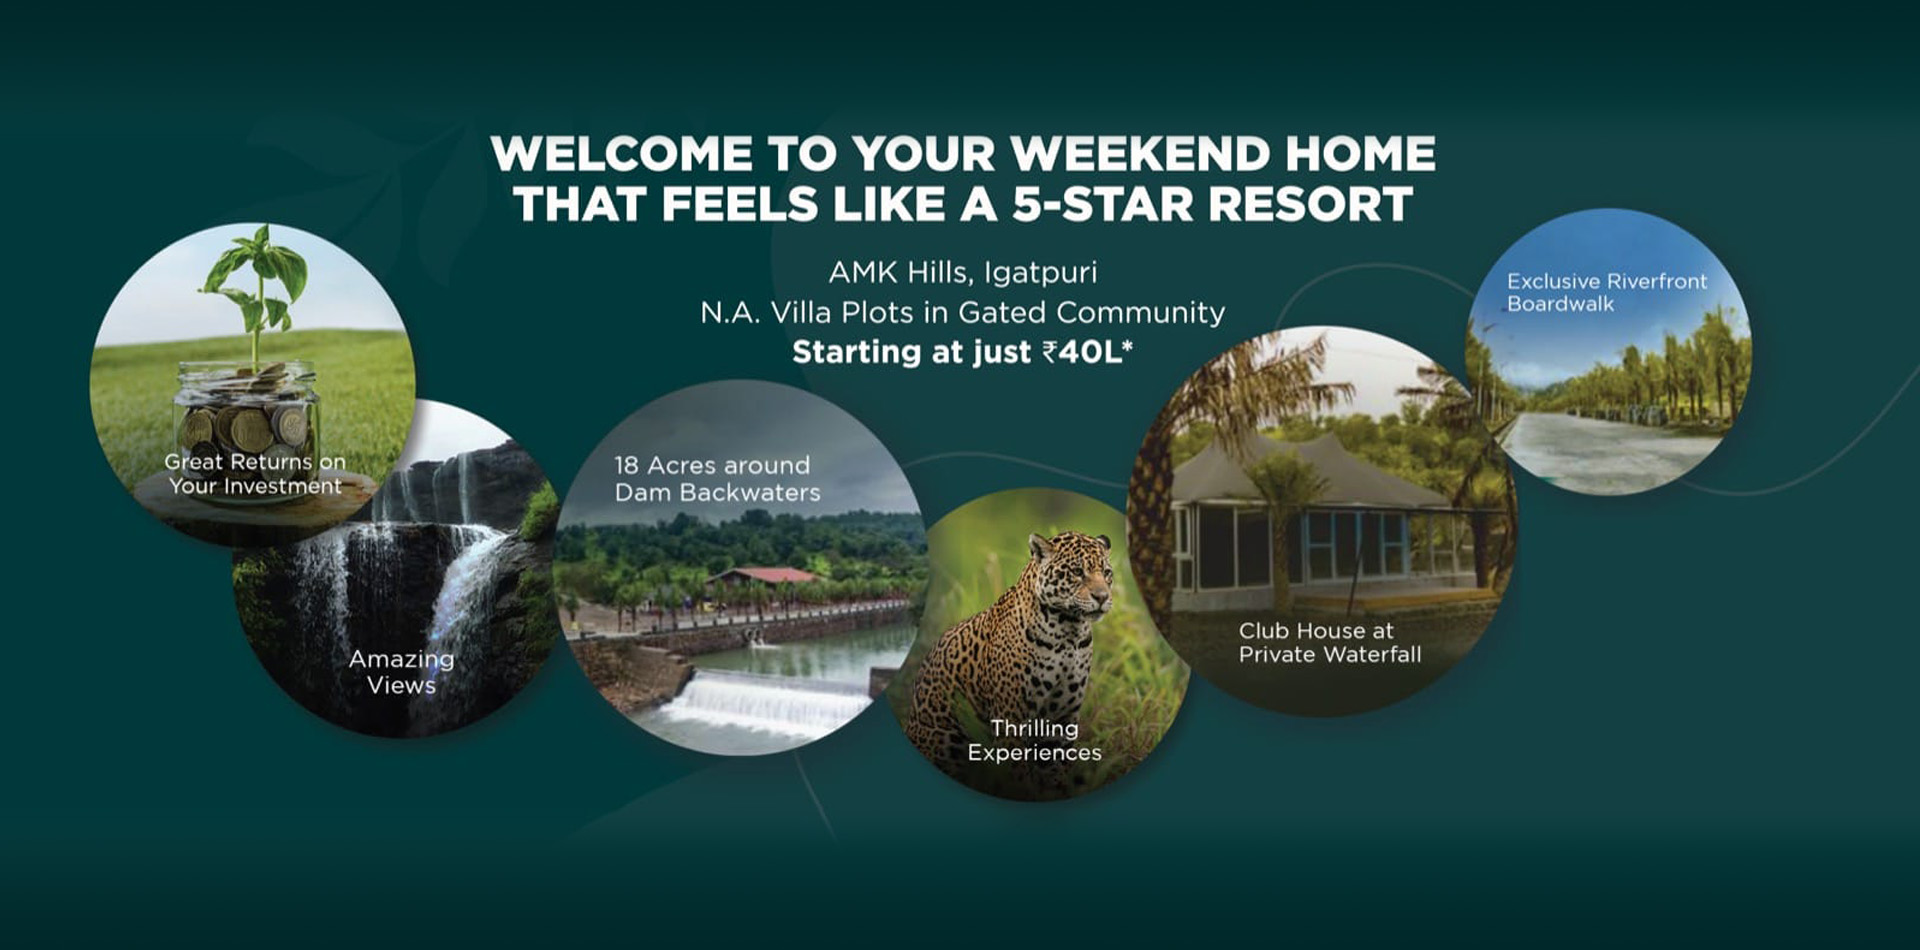 WELCOME TO YOUR WEEKEND HOME
THAT FEELS LIKE A 5-STAR RESORT
AMK Hills, Igatpuri
N.A. Villa Plots in Gated Community
Starting at just ₹40L*
Great Returns on
Your Investment
Amazing
Views
18 Acres around
Dam Backwaters
Thrilling
Experiences
Club House at
Private Waterfall
Exclusive Riverfront
Boardwalk